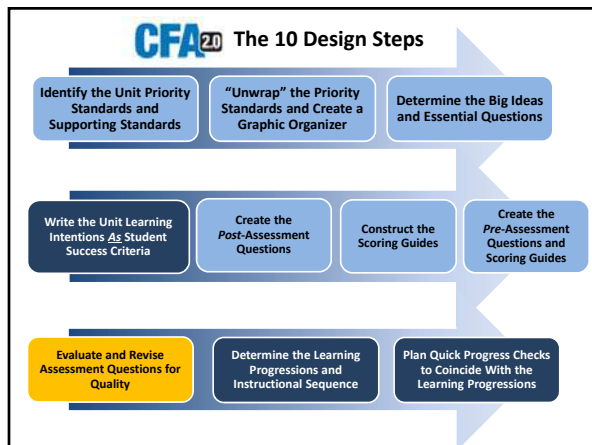 CFA 2.0 The 10 Design Steps
Identify the Unit Priority
Standards and
Supporting Standards
“Unwrap” the Priority
Standards and Create a
Graphic Organizer
Determine the Big Ideas
and Essential Questions
Write the Unit Learning
Intentions As Student
Success Criteria
Create the
Post-Assessment
Questions
Construct the
Scoring Guides
Create the
Pre-Assessment
Questions and
Scoring Guides
Evaluate and Revise
Assessment Questions for
Quality
Determine the Learning
Progressions and
Instructional Sequence
Plan Quick Progress Checks
to Coincide With the
Learning Progressions